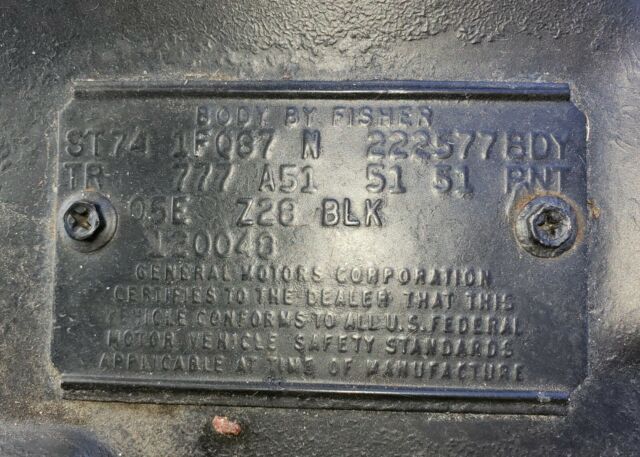 BODY BY FISHER
ST74 1FQ87 N 222577BDY
TR 777 A51 51 51 PNT
05E Z28 BLK
120048
GENERAL MOTORS CORPORATION
CERTIFIES TO THE DEALER THAT THIS
VEHICLE CONFORMS TO ALL U.S. FEDERAL
MOTOR VEHICLE SAFETY STANDARDS
APPLICABLE AT TIME OF MANUFACTURE